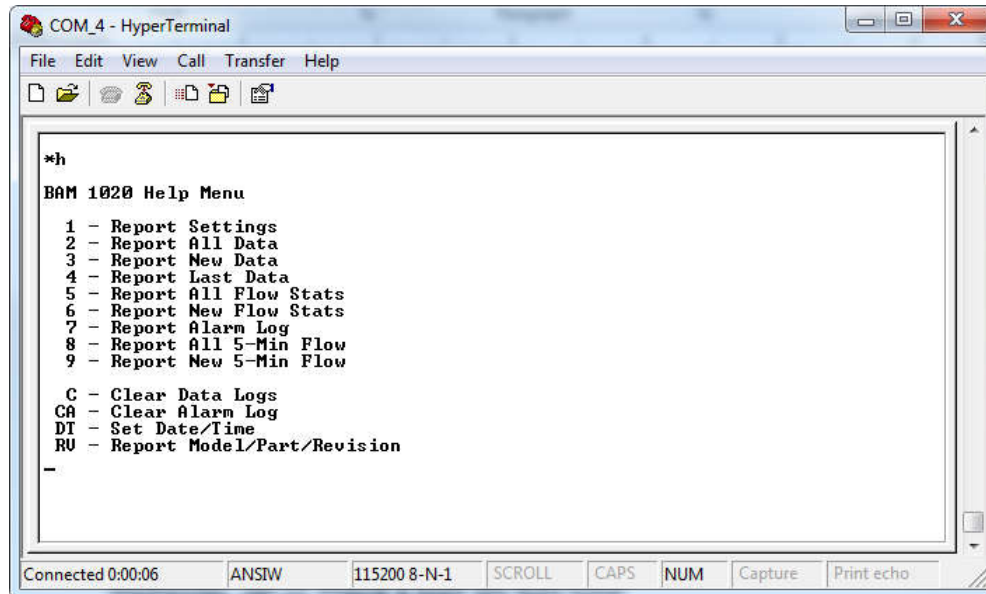 COM_4 - HyperTerminal
File Edit View Call Transfer Help
*h
BAM 1020 Help Menu
1 - Report Settings
2 - Report All Data
3 - Report New Data
4 - Report Last Data
5 - Report All Flow Stats
6 - Report New Flow Stats
7 - Report Alarm Log
8 - Report All 5-Min Flow
9 - Report New 5-Min Flow
C - Clear Data Logs
CA - Clear Alarm Log
DT - Set Date/Time
RV - Report Model/Part/Revision
Connected 0:00:06 ANSIW 115200 8-N-1 SCROLL CAPS NUM Capture Print echo